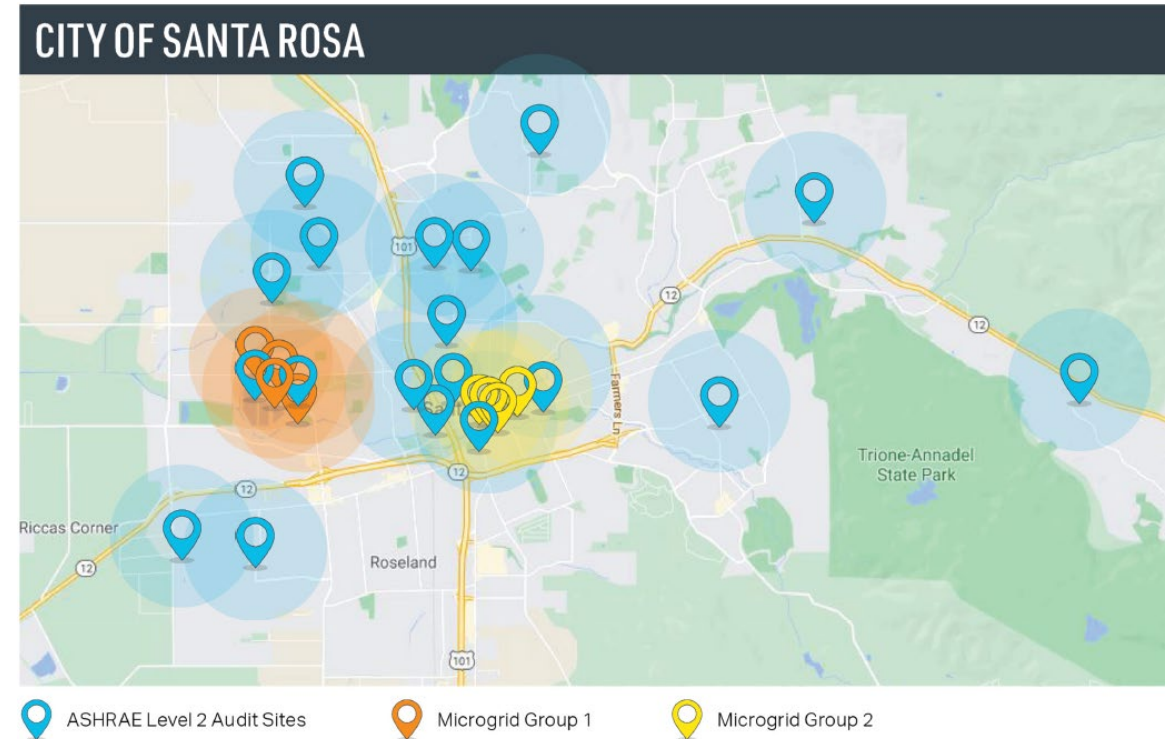 CITY OF SANTA ROSA
101
12
12
Farmers Ln
Trione-Annadel
State Park
12
12
Riccas Corner
12
Roseland
101
ASHRAE Level 2 Audit Sites
Microgrid Group 1
Microgrid Group 2